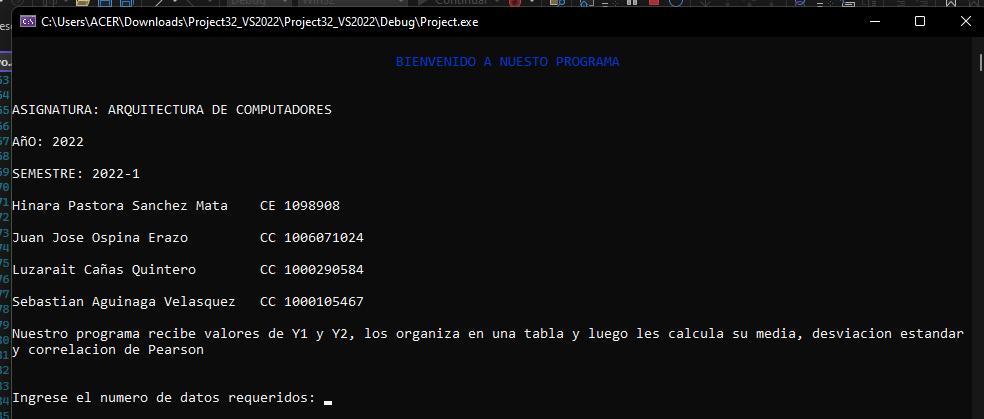 Debug
Win32
Continuar
C:\Users\ACER\Downloads\Project32_VS2022\Project32_VS2022\Debug\Project.exe
BIENVENIDO A NUESTO PROGRAMA
ASIGNATURA: ARQUITECTURA DE COMPUTADORES
AñO: 2022
SEMESTRE: 2022-1
Hinara Pastora Sanchez Mata    CE 1098908
Juan Jose Ospina Erazo         CC 1006071024
Luzarait Cañas Quintero        CC 1000290584
Sebastian Aguinaga Velasquez   CC 1000105467
Nuestro programa recibe valores de Y1 y Y2, los organiza en una tabla y luego les calcula su media, desviacion estandar
y correlacion de Pearson
Ingrese el numero de datos requeridos: